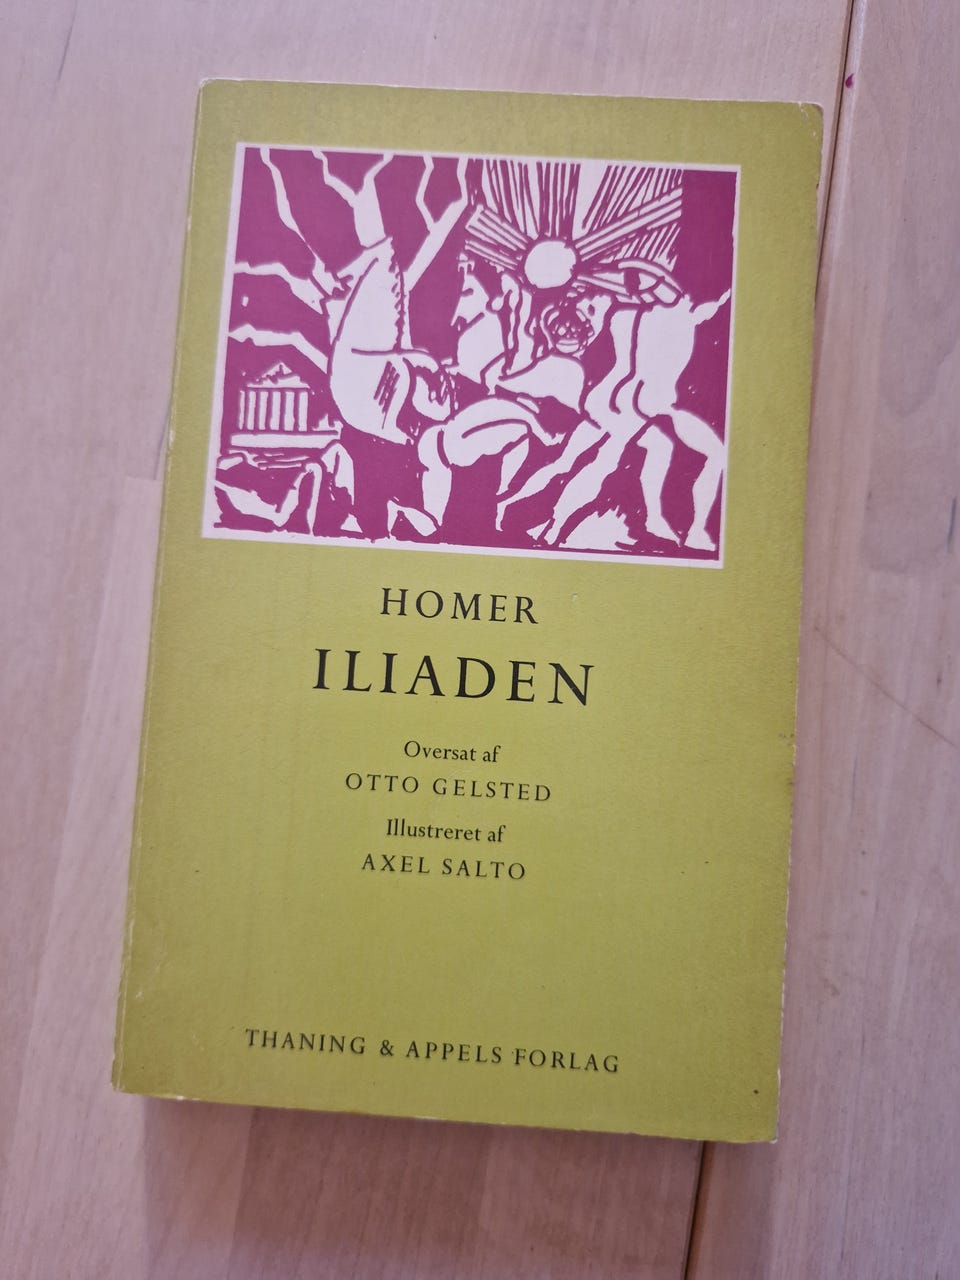 HOMER
ILIADEN
Oversat af
OTTO GELSTED
Illustreret af
AXEL SALTO
THANING & APPELS FORLAG